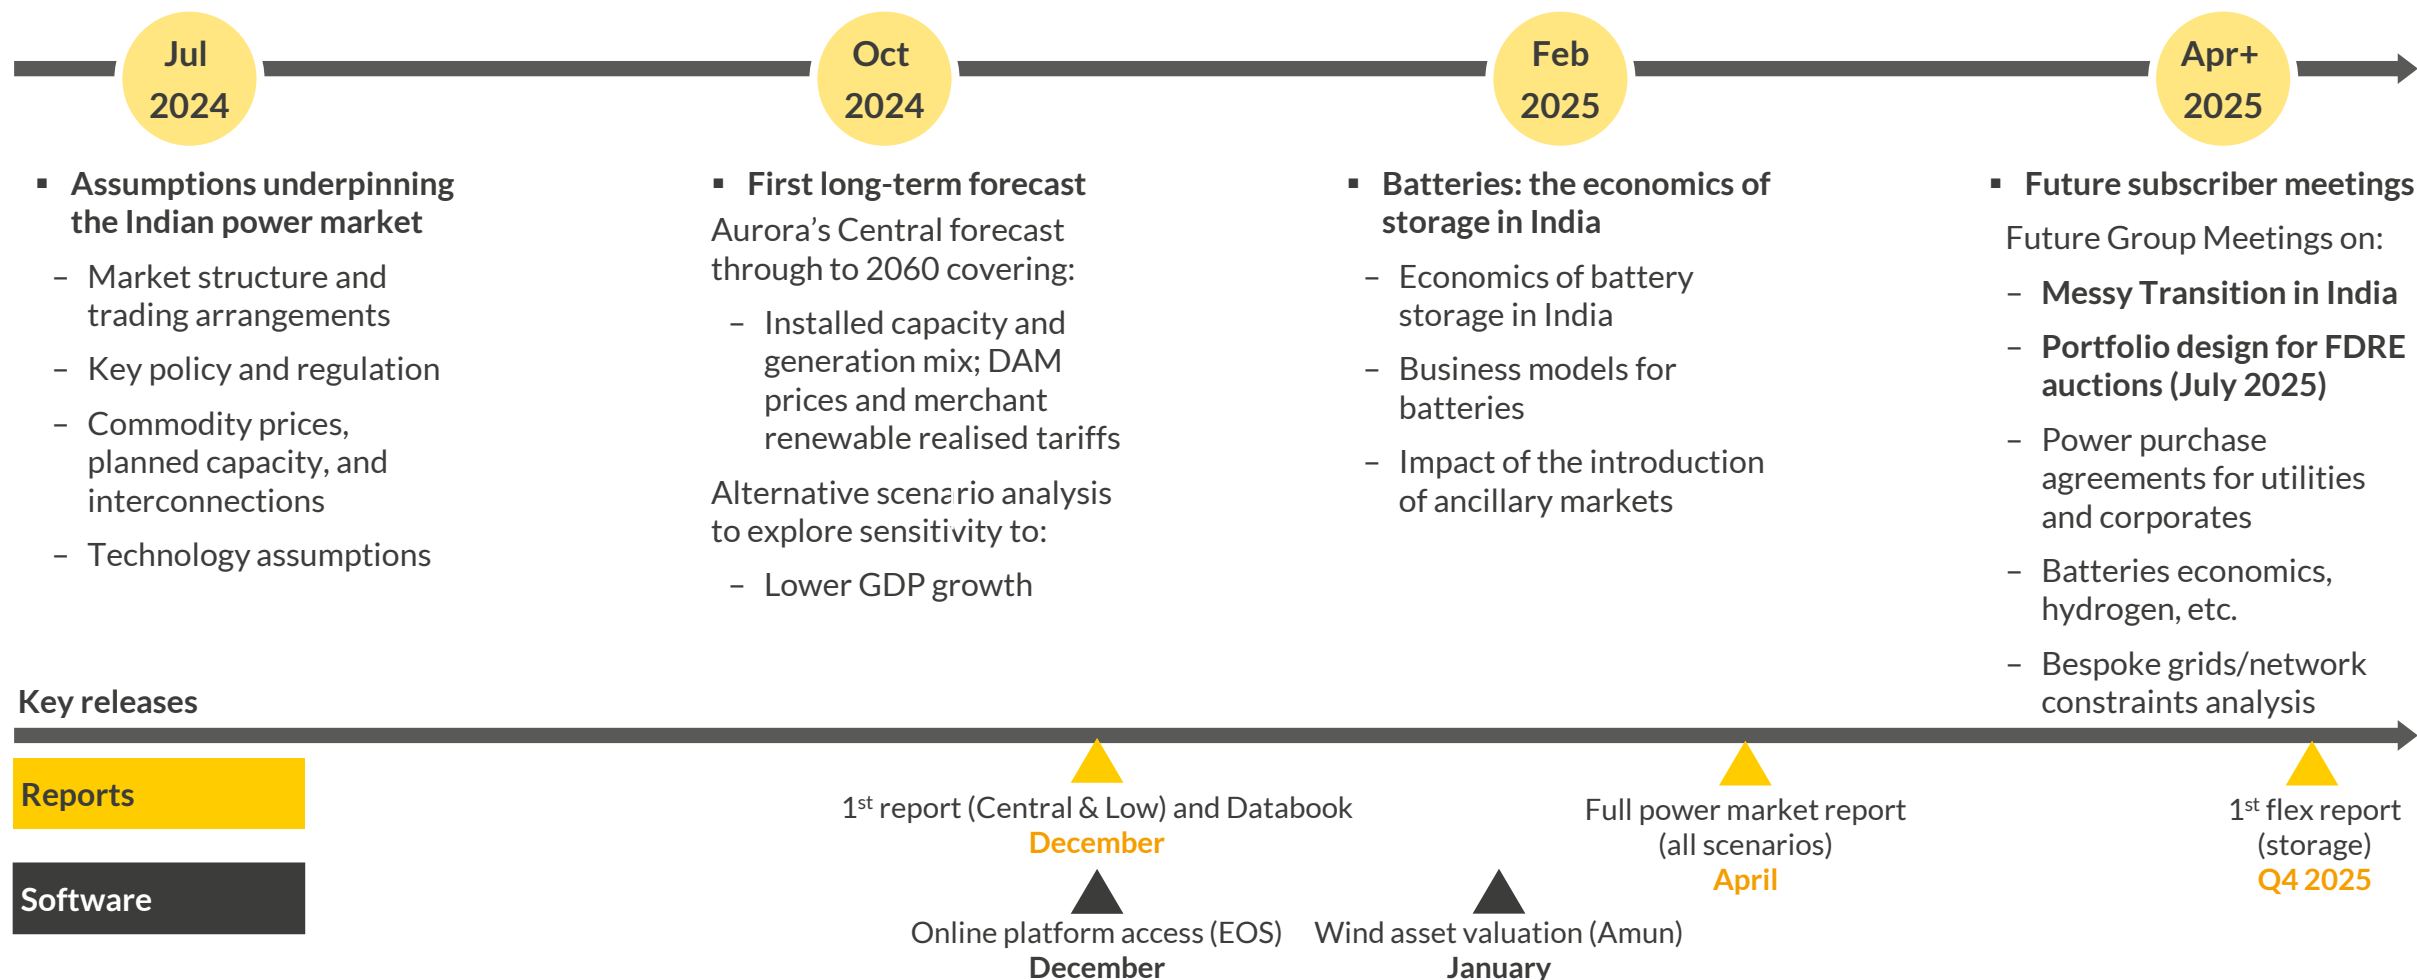 Jul
2024
Oct
2024
Feb
2025
Apr+
2025
▪ Assumptions underpinning
the Indian power market
– Market structure and
trading arrangements
– Key policy and regulation
– Commodity prices,
planned capacity, and
interconnections
– Technology assumptions
▪ First long-term forecast
Aurora’s Central forecast
through to 2060 covering:
– Installed capacity and
generation mix; DAM
prices and merchant
renewable realised tariffs
Alternative scenario analysis
to explore sensitivity to:
– Lower GDP growth
▪ Batteries: the economics of
storage in India
– Economics of battery
storage in India
– Business models for
batteries
– Impact of the introduction
of ancillary markets
▪ Future subscriber meetings
Future Group Meetings on:
– Messy Transition in India
– Portfolio design for FDRE
auctions (July 2025)
– Power purchase
agreements for utilities
and corporates
– Batteries economics,
hydrogen, etc.
– Bespoke grids/network
constraints analysis
Key releases
Reports
1st report (Central & Low) and Databook
December
Full power market report
(all scenarios)
April
1st flex report
(storage)
Q4 2025
Software
Online platform access (EOS)
December
Wind asset valuation (Amun)
January